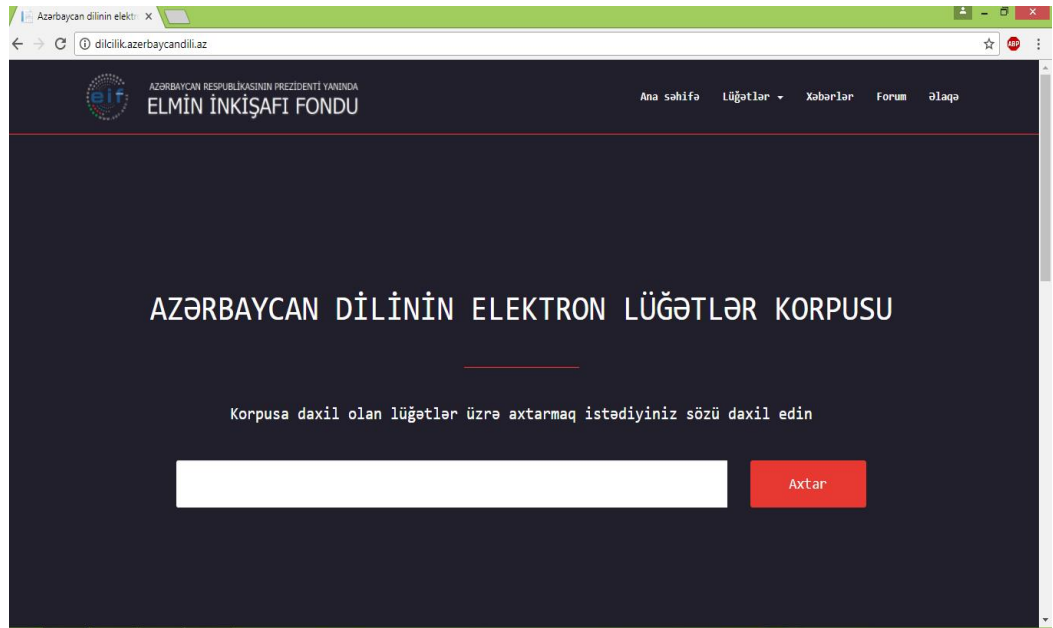 Azərbaycan dilinin elektr
dilcilik.azerbaycandili.az
ABP
eif
AZƏRBAYCAN RESPUBLİKASININ PREZİDENTİ YANINDA
ELMİN İNKİŞAFI FONDU
Ana səhifə Lüğətlər Xəbərlər Forum Əlaqə
AZƏRBAYCAN DİLİNİN ELEKTRON LÜĞƏTLƏR KORPUSU
Korpusa daxil olan lüğətlər üzrə axtarmaq istədiyiniz sözü daxil edin
Axtar